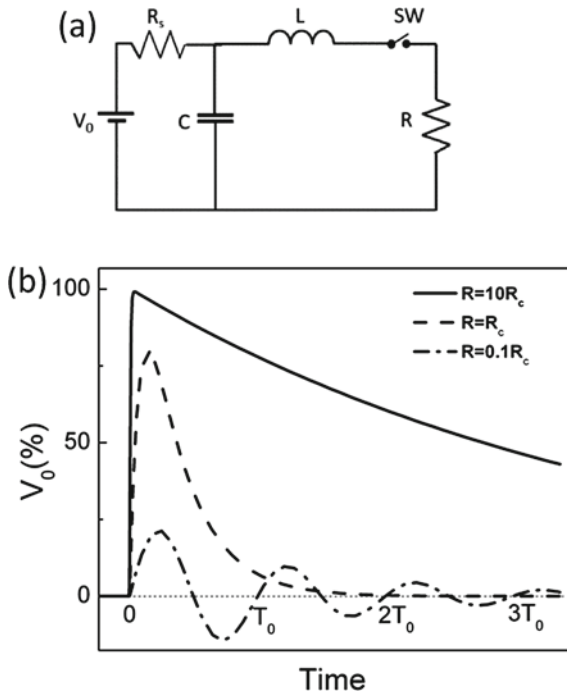 (a)
Rs
L
SW
V0
C
R
(b)
V0(%)
100
50
0
R=10Rc
R=Rc
R=0.1Rc
0
T0
2T0
3T0
Time